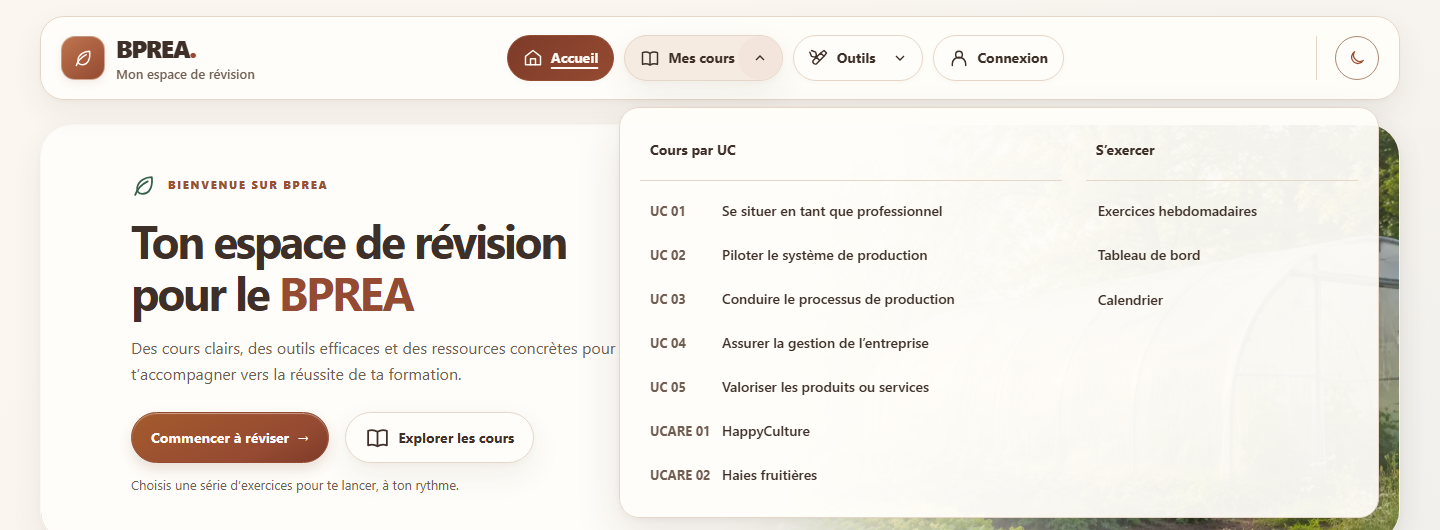 BPREA.
Mon espace de révision
Accueil
Mes cours
Outils
Connexion
BIENVENUE SUR BPREA
Ton espace de révision
pour le BPREA
Des cours clairs, des outils efficaces et des ressources concrètes pour
t’accompagner vers la réussite de ta formation.
Commencer à réviser →
Explorer les cours
Choisis une série d’exercices pour te lancer, à ton rythme.
Cours par UC
UC 01 Se situer en tant que professionnel
UC 02 Piloter le système de production
UC 03 Conduire le processus de production
UC 04 Assurer la gestion de l’entreprise
UC 05 Valoriser les produits ou services
UCARE 01 HappyCulture
UCARE 02 Haies fruitières
S’exercer
Exercices hebdomadaires
Tableau de bord
Calendrier